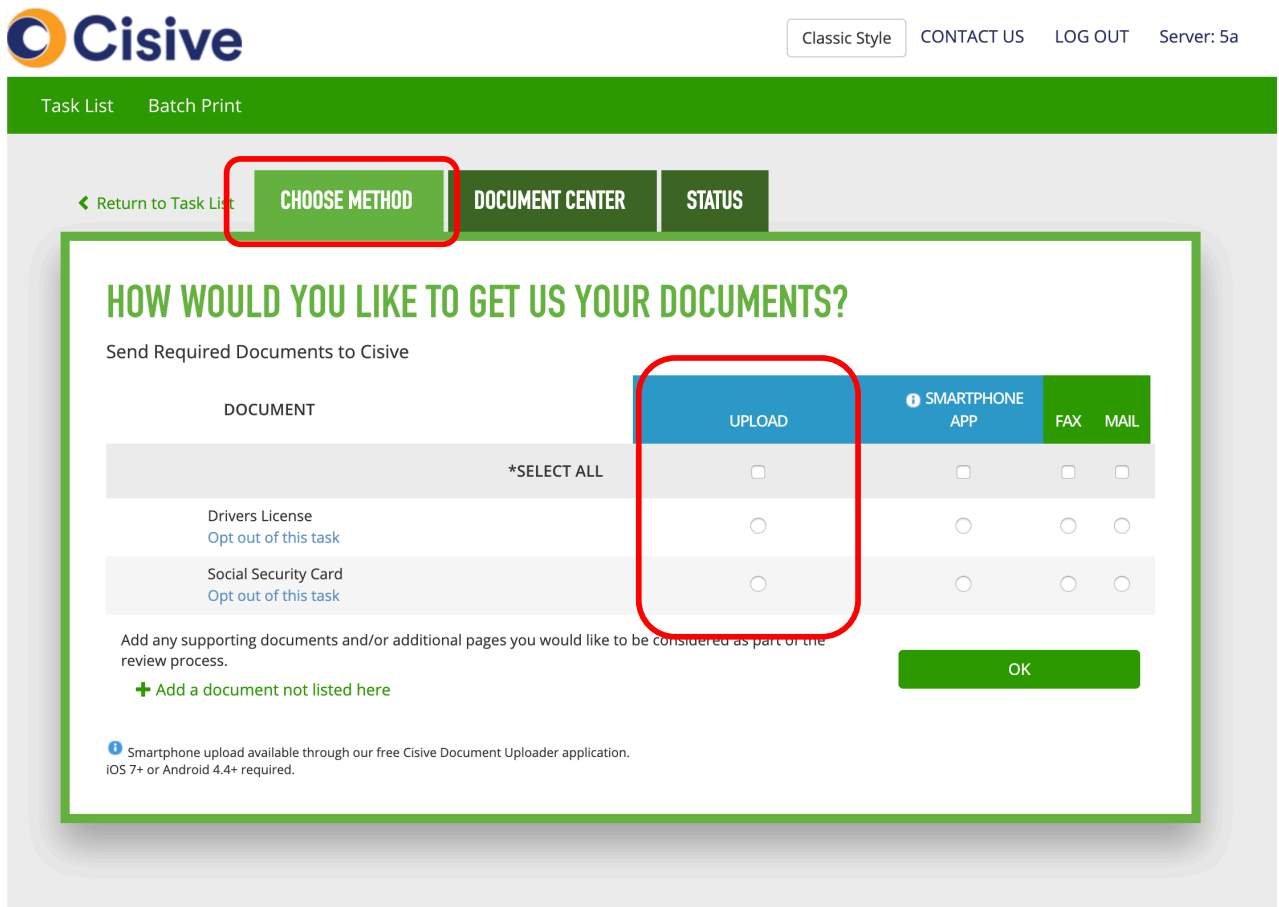 Cisive
Classic Style CONTACT US LOG OUT Server: 5a
Task List Batch Print
Return to Task List CHOOSE METHOD DOCUMENT CENTER STATUS
HOW WOULD YOU LIKE TO GET US YOUR DOCUMENTS?
Send Required Documents to Cisive
DOCUMENT UPLOAD SMARTPHONE APP FAX MAIL
*SELECT ALL
Drivers License
Opt out of this task
Social Security Card
Opt out of this task
Add any supporting documents and/or additional pages you would like to be considered as part of the
review process.
Add a document not listed here
OK
Smartphone upload available through our free Cisive Document Uploader application.
iOS 7+ or Android 4.4+ required.